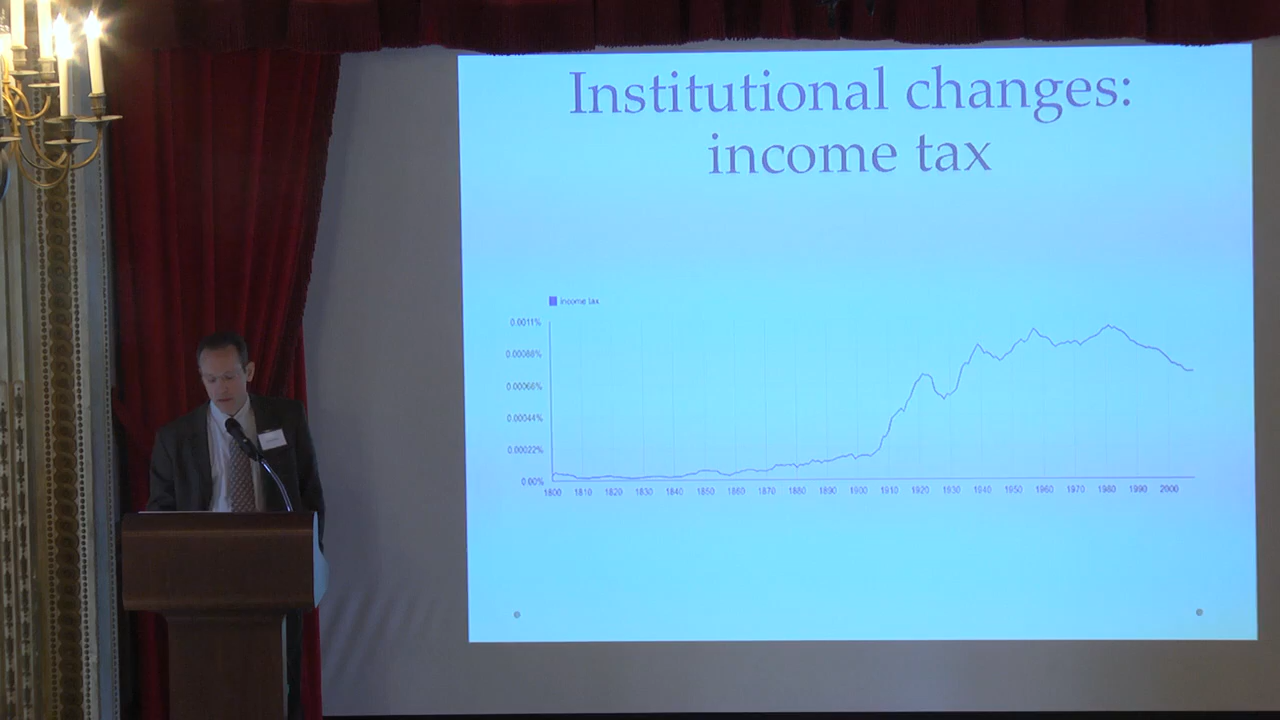 Institutional changes:
income tax
income tax
0.0011%
0.00088%
0.00066%
0.00044%
0.00022%
0.00%
1800 1810 1820 1830 1840 1850 1860 1870 1880 1890 1900 1910 1920 1930 1940 1950 1960 1970 1980 1990 2000